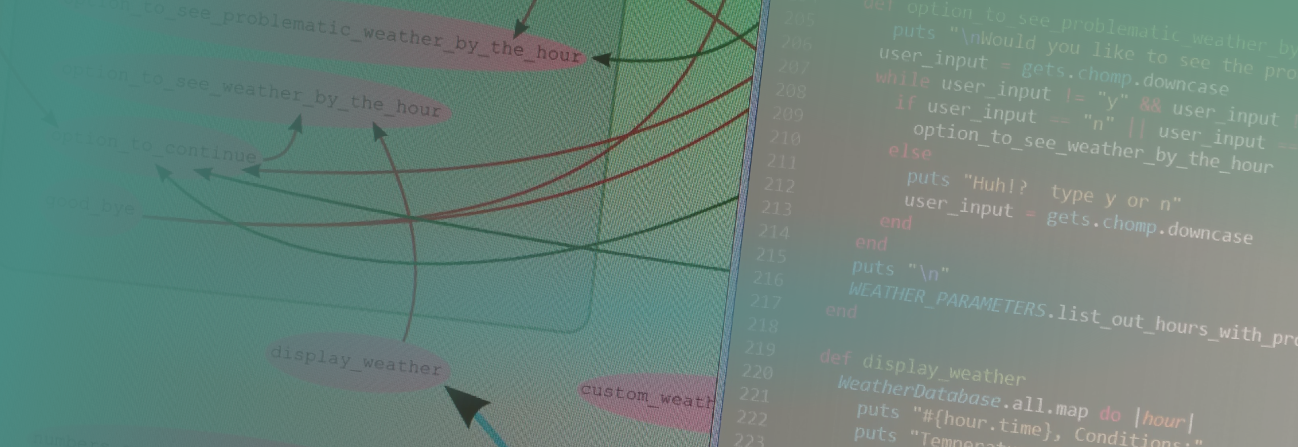 option_to_see_problematic_weather_by_the_hour
option_to_see_weather_by_the_hour
option_to_continue
good_bye
display_weather
205 def option_to_see_problematic_weather_by
206 puts "\nWould you like to see the pro
207 user_input = gets.chomp.downcase
208 while user_input != "y" && user_input
209 if user_input == "n" || user_input ==
210 option_to_see_weather_by_the_hour
211 else
212 puts "Huh!?  type y or n"
213 user_input = gets.chomp.downcase
214 end
215 end
216 puts "\n"
217 WEATHER_PARAMETERS.list_out_hours_with_pro
218 end
219
220 def display_weather
221 WeatherDatabase.all.map do |hour|
222 puts "#{hour.time}, Conditions:"
223 puts "Temperat
custom_weath